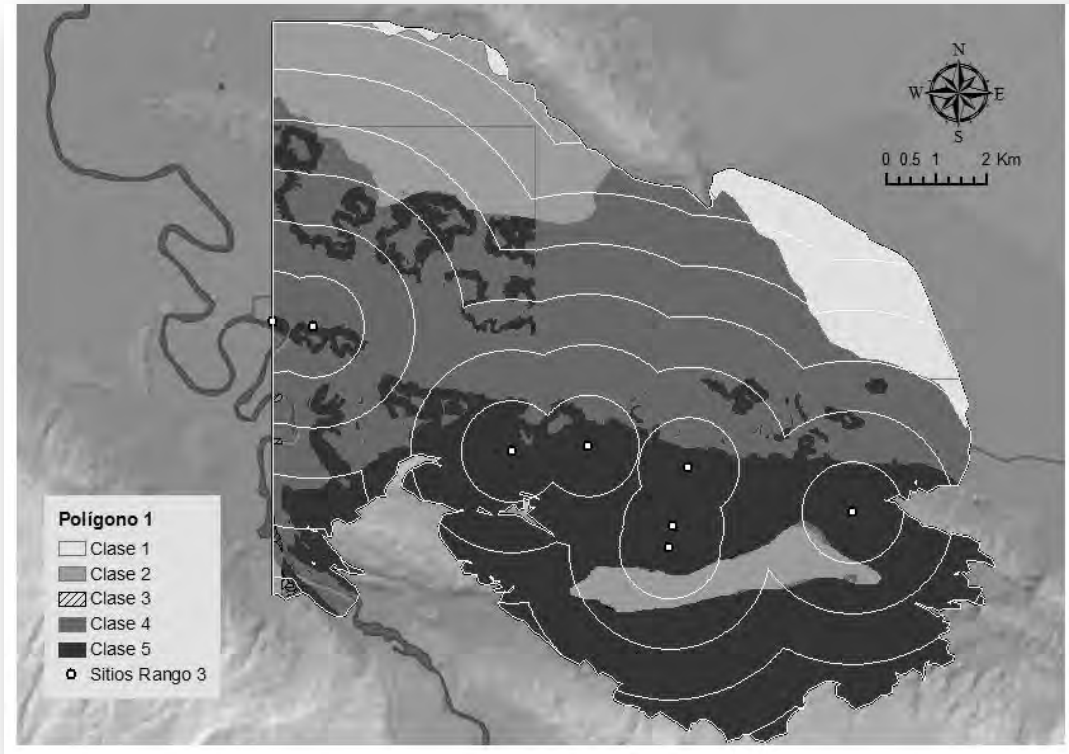 N
W E
S
0 0.5 1 2 Km
Polígono 1
Clase 1
Clase 2
Clase 3
Clase 4
Clase 5
Sitios Rango 3